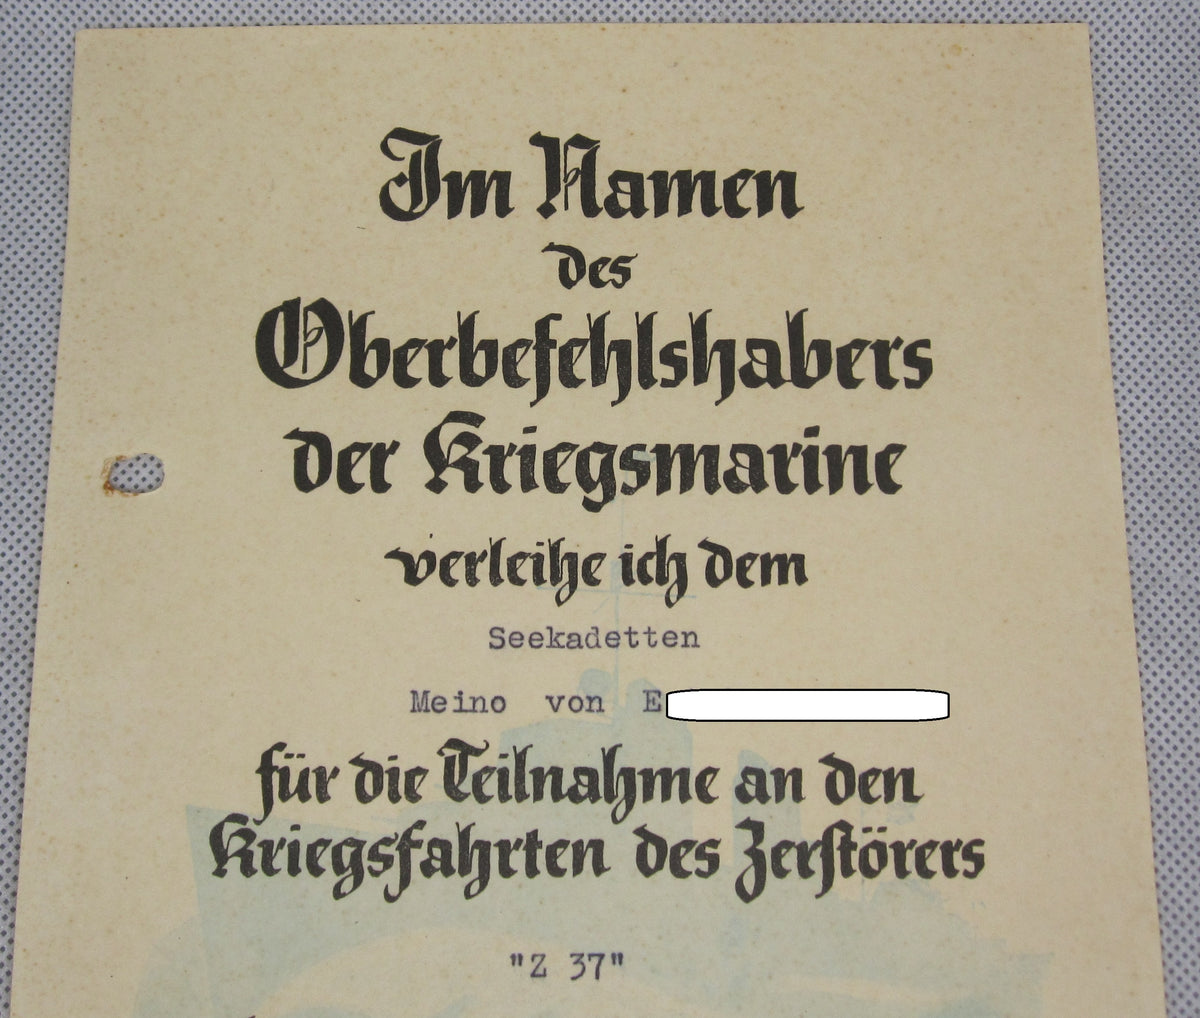 Im Namen
des
Oberbefehlshabers
der Kriegsmarine
verleihe ich dem
Seekadetten
Meino von E
für die Teilnahme an den
Kriegsfahrten des Zerstörers
"Z 37"